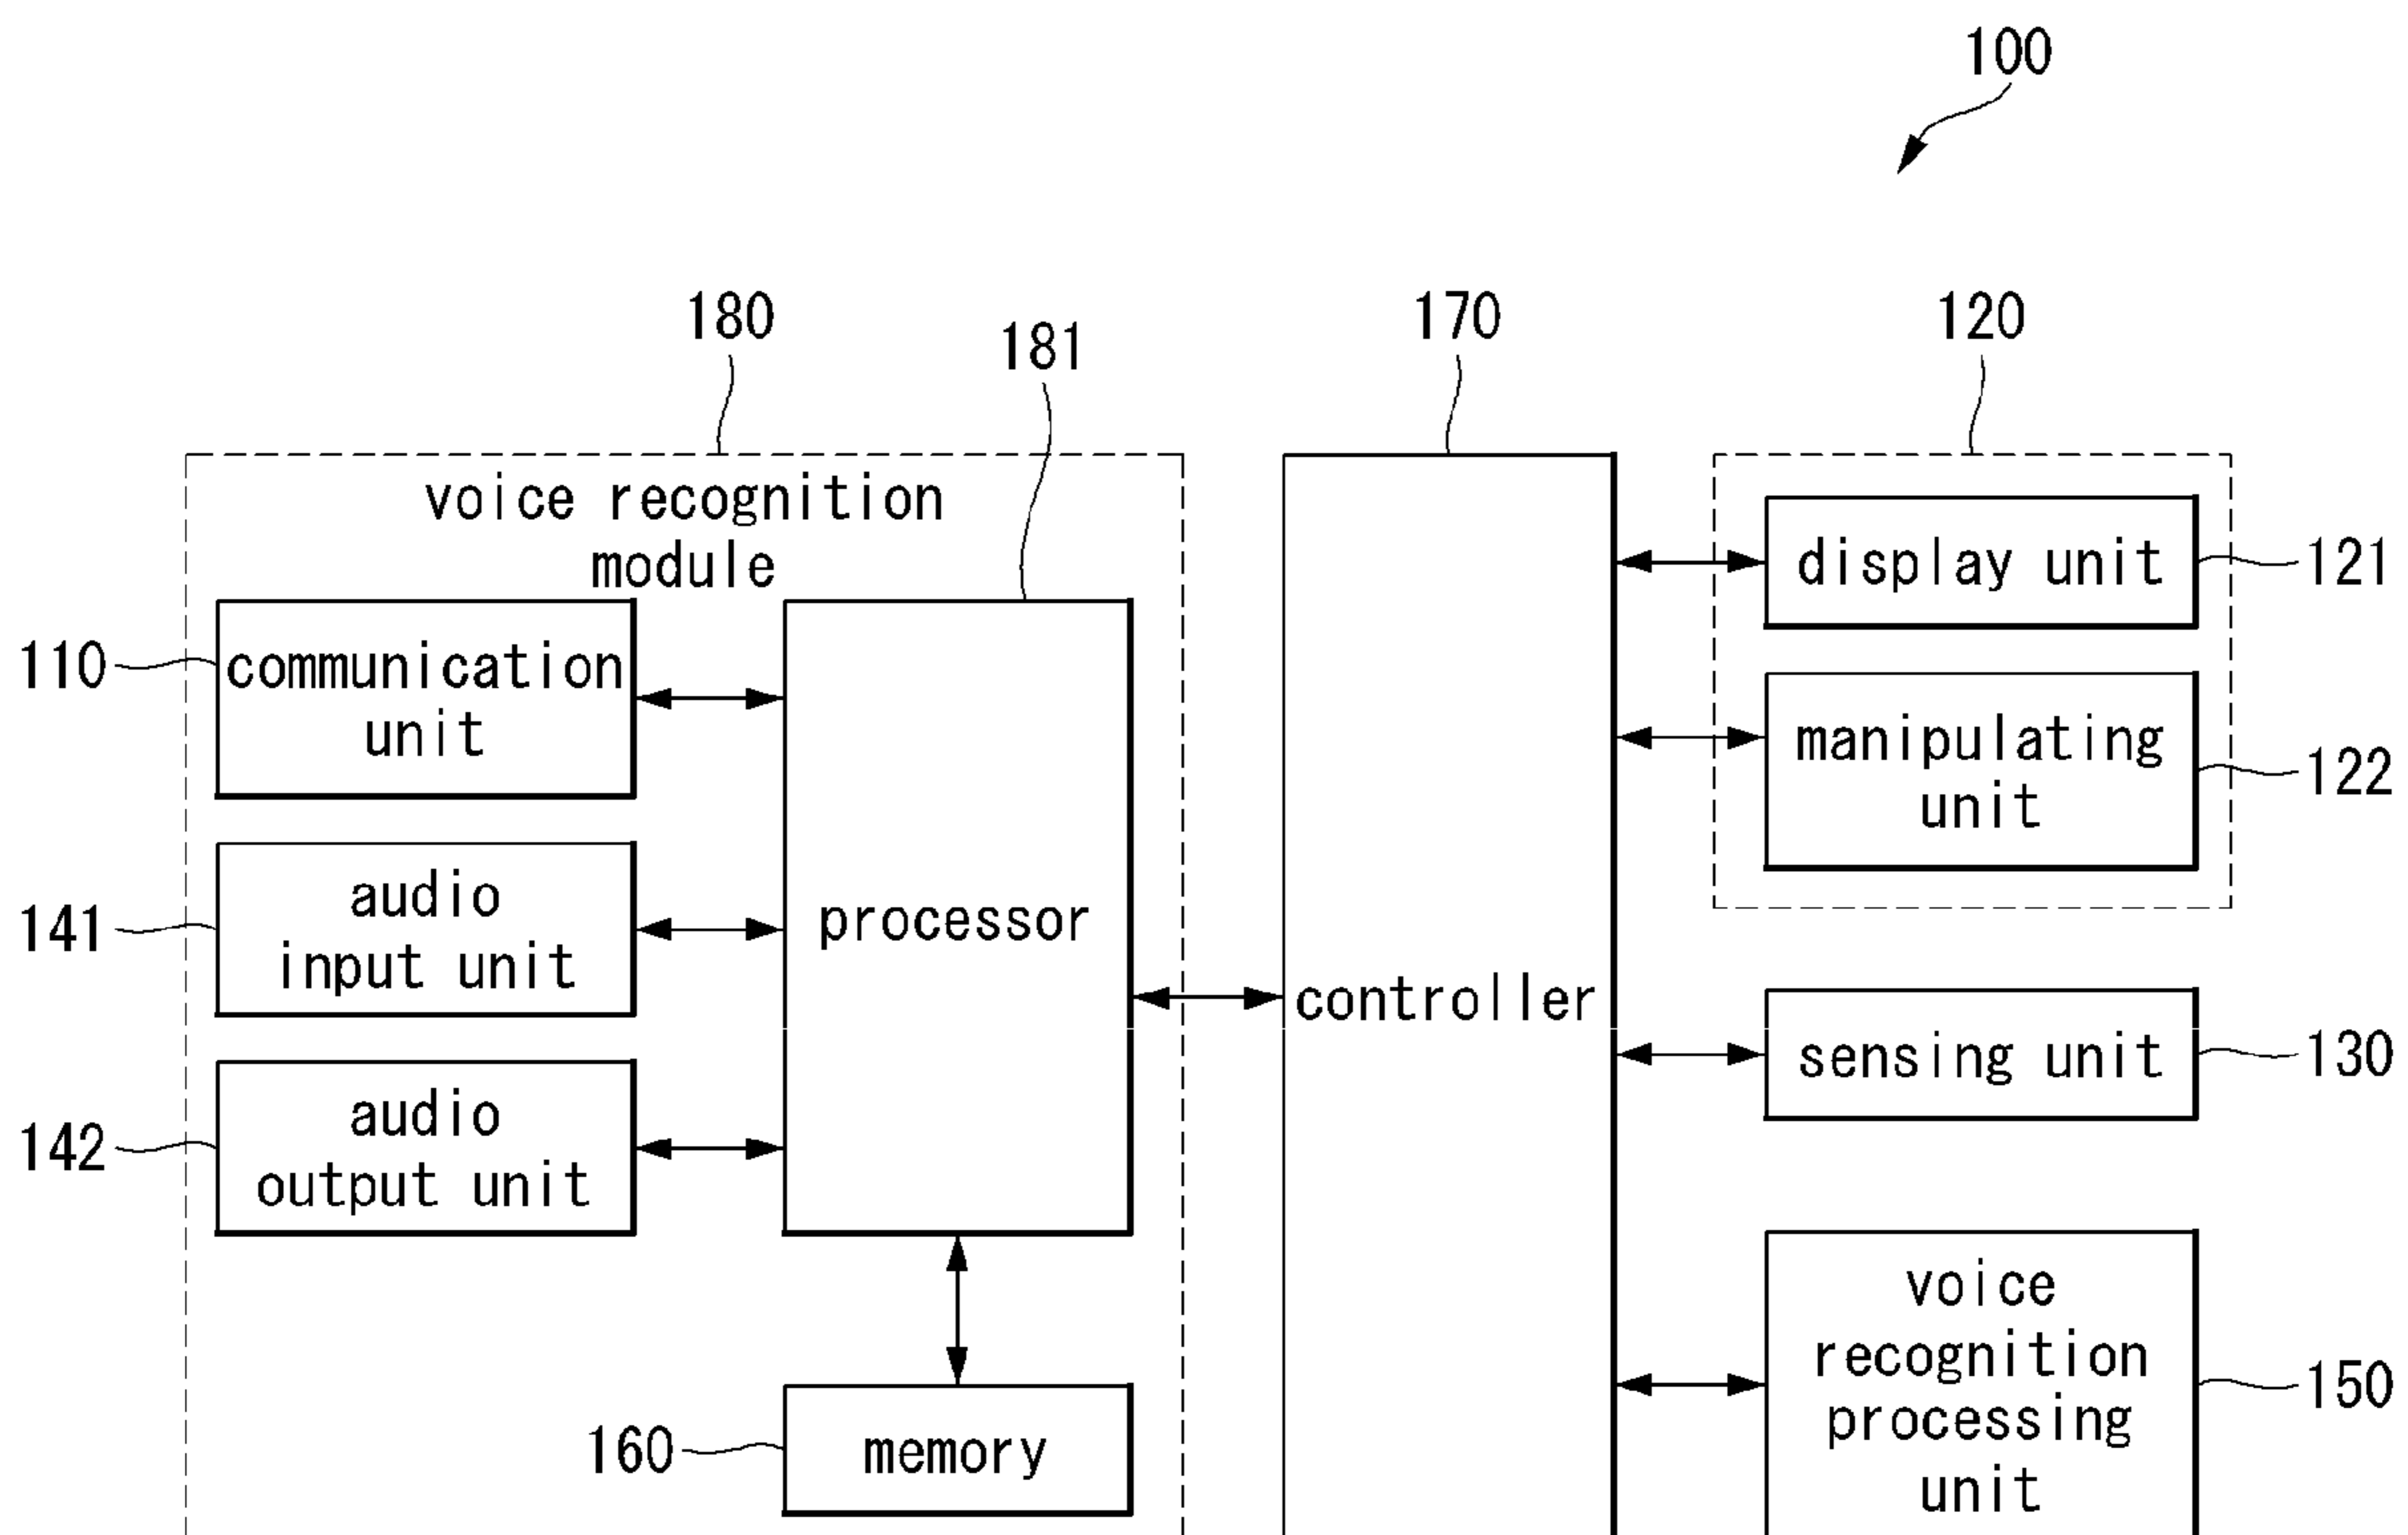 100
180
181
170
120
voice recognition
module
110
communication
unit
141
audio
input unit
142
audio
output unit
processor
160
memory
controller
display unit
121
manipulating
unit
122
sensing unit
130
voice
recognition
processing
unit
150